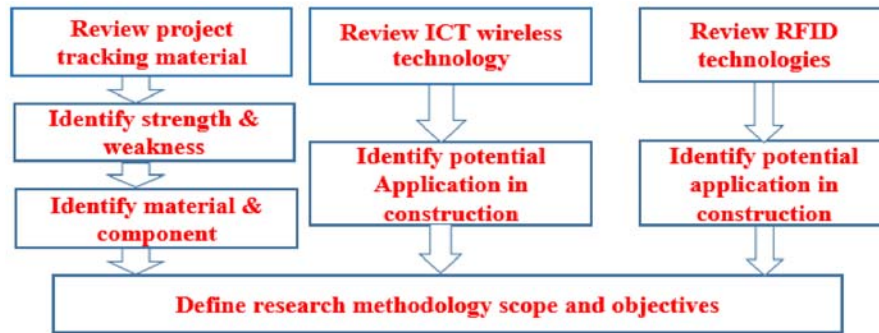 Review project
tracking material
Identify strength &
weakness
Identify material &
component
Review ICT wireless
technology
Identify potential
Application in
construction
Review RFID
technologies
Identify potential
application in
construction
Define research methodology scope and objectives